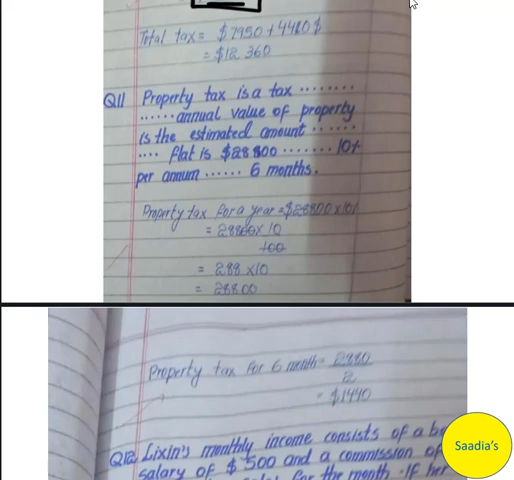 Total tax = $7950 + 4410 $
= $12 360
Q11 Property tax is a tax ........
...... annual value of property
is the estimated amount ......
.... flat is $28800 ....... 10%
per annum ...... 6 months.
Property tax for a year = $28800 x 10%
= 28800 x 10
100
= 288 x 10
= 28800
Property tax for 6 month = 2880
2
= $1440
Q12 Lixin's monthly income consists of a ba
salary of $ 500 and a commission of
for the month. If her
Saadia's